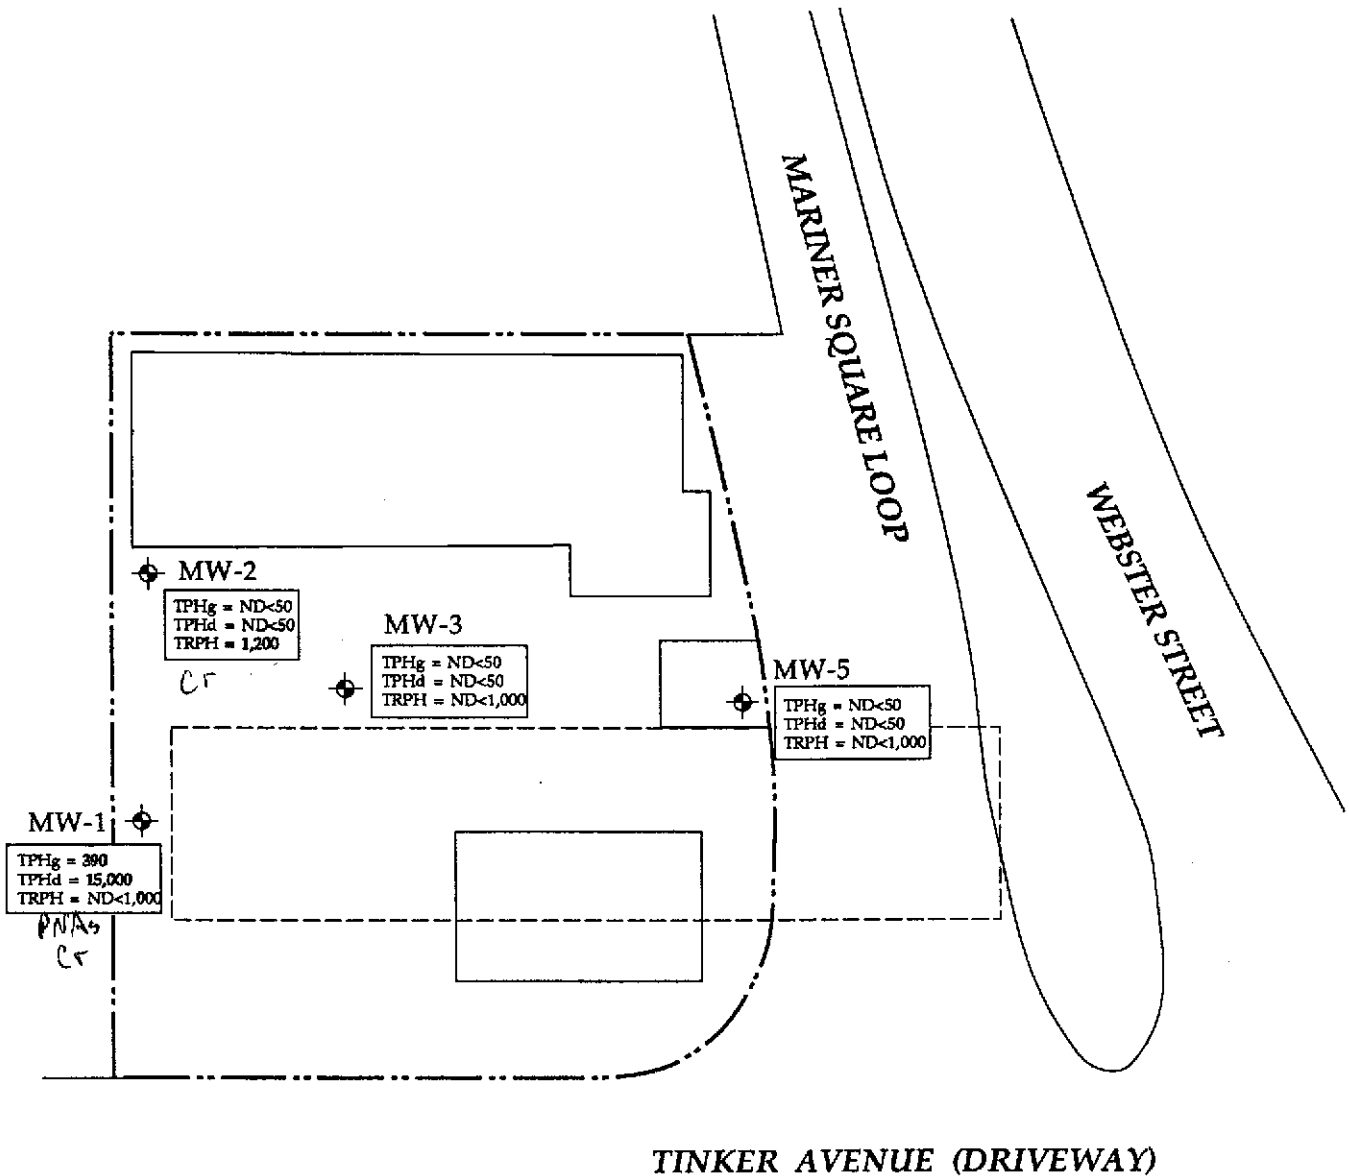 MARINER SQUARE LOOP
WEBSTER STREET
MW-2
TPHg = ND<50
TPHd = ND<50
TRPH = 1,200
Cr
MW-3
TPHg = ND<50
TPHd = ND<50
TRPH = ND<1,000
MW-5
TPHg = ND<50
TPHd = ND<50
TRPH = ND<1,000
MW-1
TPHg = 390
TPHd = 15,000
TRPH = ND<1,000
PNAs
Cr
TINKER AVENUE (DRIVEWAY)